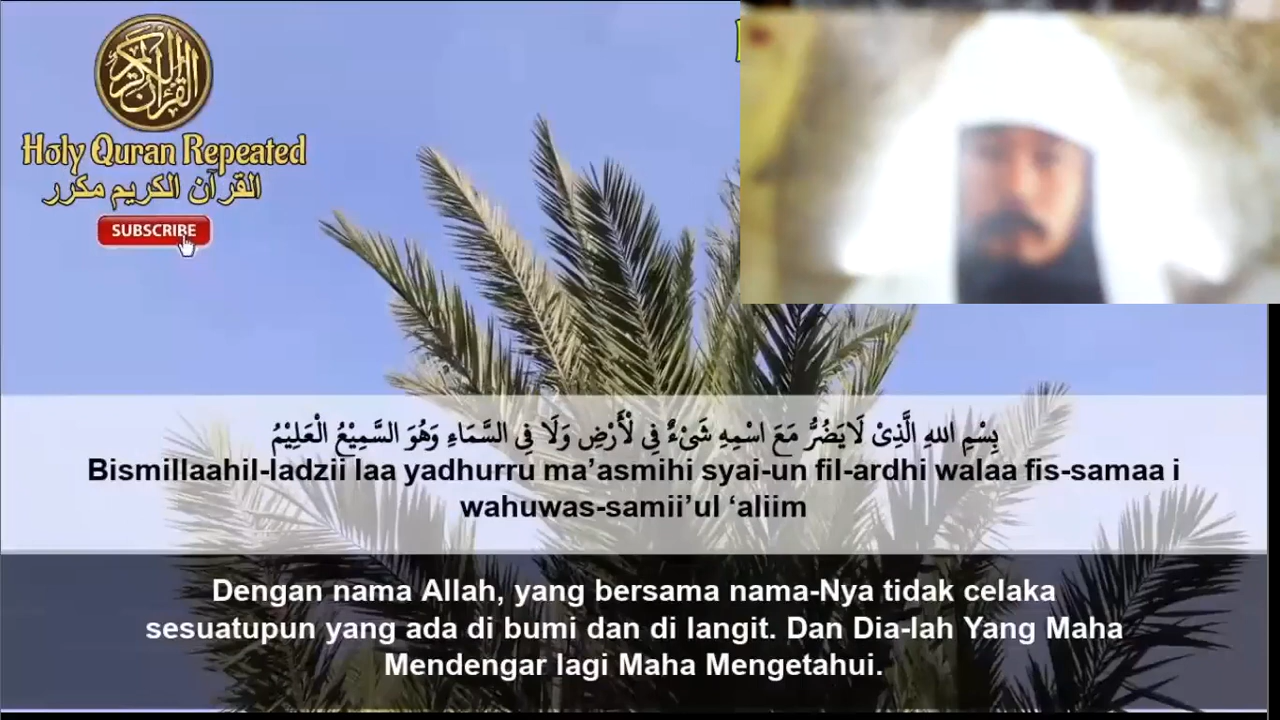 Holy Quran Repeated
القرآن الكريم مكرر
SUBSCRIBE
بِسْمِ اللهِ الَّذِيْ لَايَضُرُّ مَعَ اسْمِهِ شَيْءٌ فِي لْأَرْضِ وَلَا فِي السَّمَاءِ وَهُوَ السَّمِيْعُ الْعَلِيْمُ
Bismillaahil-ladzii laa yadhurru ma’asmihi syai-un fil-ardhi walaa fis-samaa i
wahuwas-samii’ul ‘aliim
Dengan nama Allah, yang bersama nama-Nya tidak celaka
sesuatupun yang ada di bumi dan di langit. Dan Dia-lah Yang Maha
Mendengar lagi Maha Mengetahui.